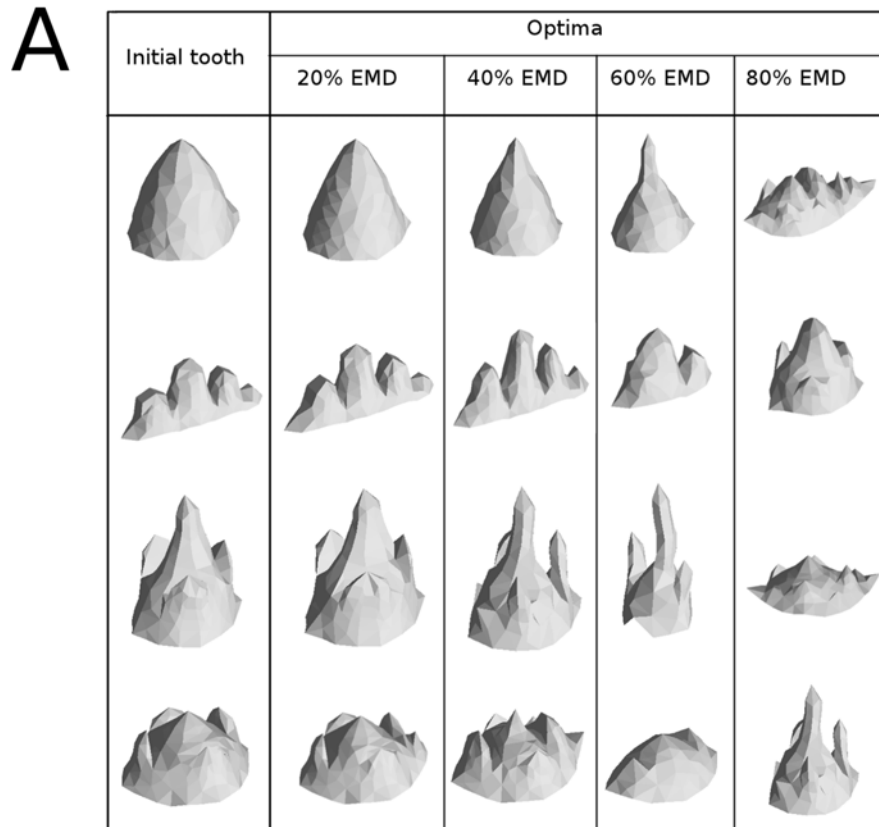 A
Initial tooth
Optima
20% EMD
40% EMD
60% EMD
80% EMD